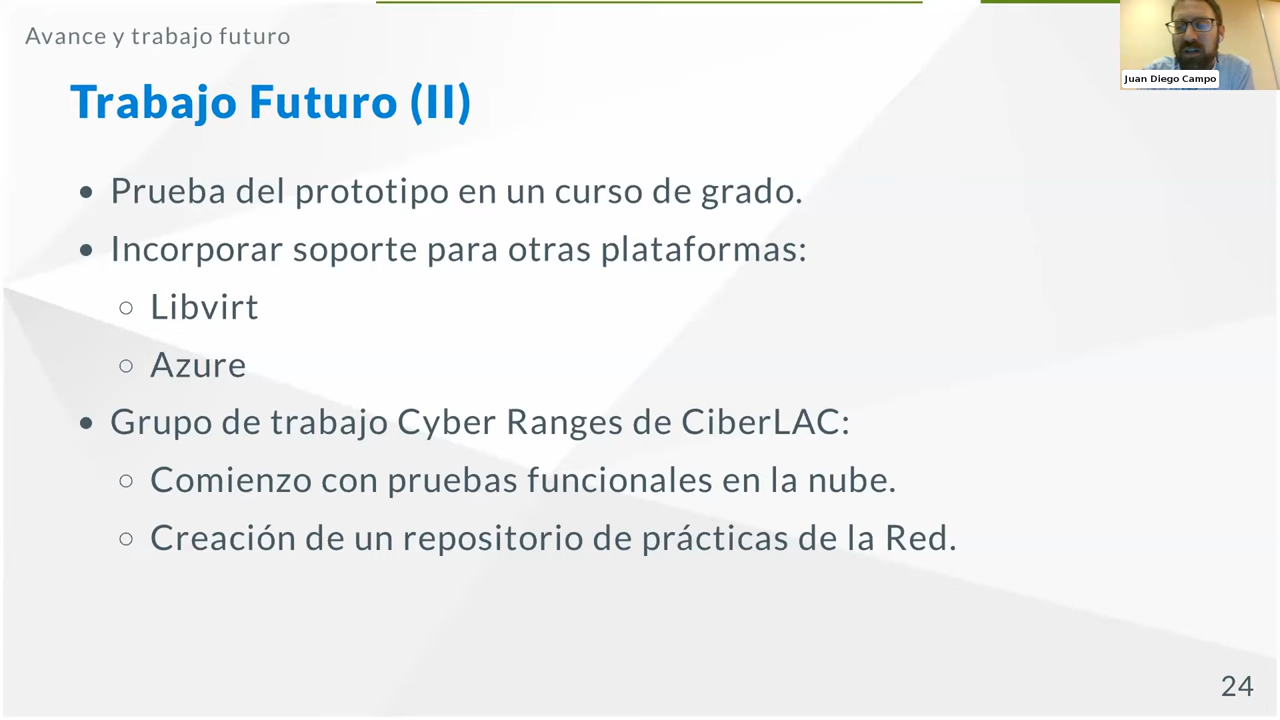 Avance y trabajo futuro
Juan Diego Campo
Trabajo Futuro (II)
Prueba del prototipo en un curso de grado.
Incorporar soporte para otras plataformas:
Libvirt
Azure
Grupo de trabajo Cyber Ranges de CiberLAC:
Comienzo con pruebas funcionales en la nube.
Creación de un repositorio de prácticas de la Red.
24